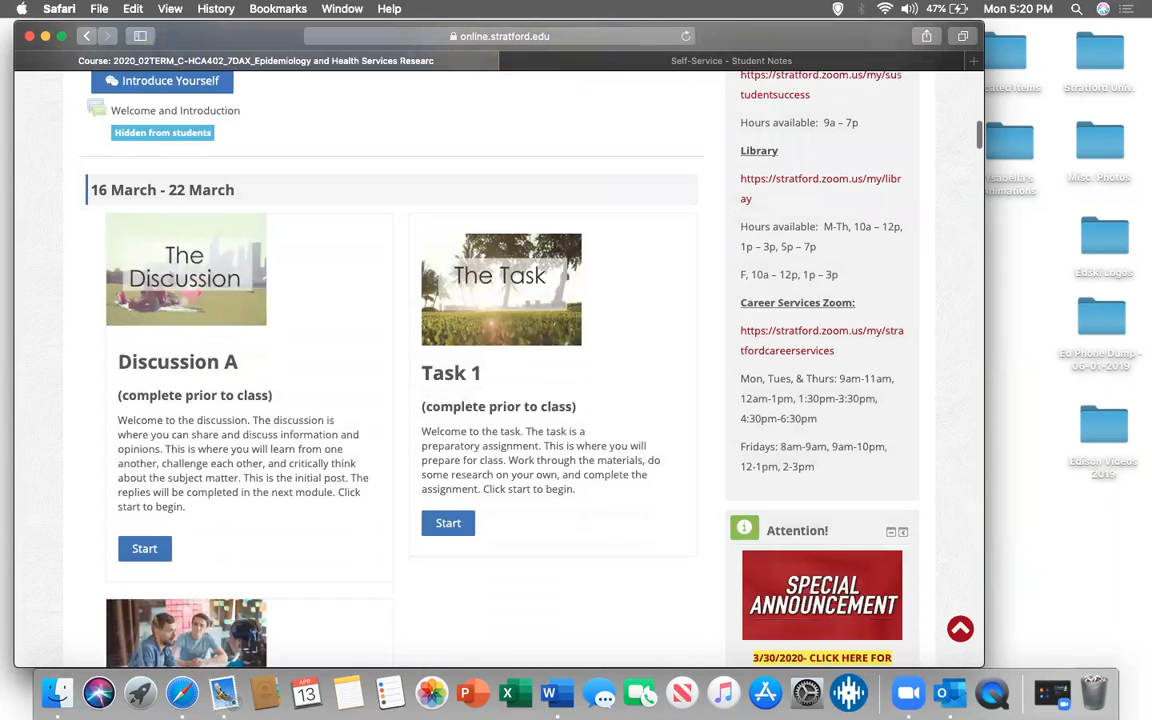 Safari File Edit View History Bookmarks Window Help 47% Mon 5:20 PM
online.stratford.edu
Course: 2020_02TERM_C-HCA402_7DAX_Epidemiology and Health Services Researc
Self-Service - Student Notes
Introduce Yourself
Welcome and Introduction
Hidden from students
16 March - 22 March
The
Discussion
Discussion A
(complete prior to class)
Welcome to the discussion. The discussion is
where you can share and discuss information and
opinions. This is where you will learn from one
another, challenge each other, and critically think
about the subject matter. This is the initial post. The
replies will be completed in the next module. Click
start to begin.
Start
The Task
Task 1
(complete prior to class)
Welcome to the task. The task is a
preparatory assignment. This is where you will
prepare for class. Work through the materials, do
some research on your own, and complete the
assignment. Click start to begin.
Start
https://stratford.zoom.us/my/sus
tudentsuccess
Hours available: 9a – 7p
Library
https://stratford.zoom.us/my/libr
ay
Hours available: M-Th, 10a – 12p,
1p – 3p, 5p – 7p
F, 10a – 12p, 1p – 3p
Career Services Zoom:
https://stratford.zoom.us/my/stra
tfordcareerservices
Mon, Tues, & Thurs: 9am-11am,
12am-1pm, 1:30pm-3:30pm,
4:30pm-6:30pm
Fridays: 8am-9am, 9am-10pm,
12-1pm, 2-3pm
Attention!
SPECIAL
ANNOUNCEMENT
3/30/2020- CLICK HERE FOR
Items
Stratford Univ.
Animations
Misc. Photos
Edski Logos
Ed Phone Dump -
06-01-2019
Edison Videos
2019
APR
13